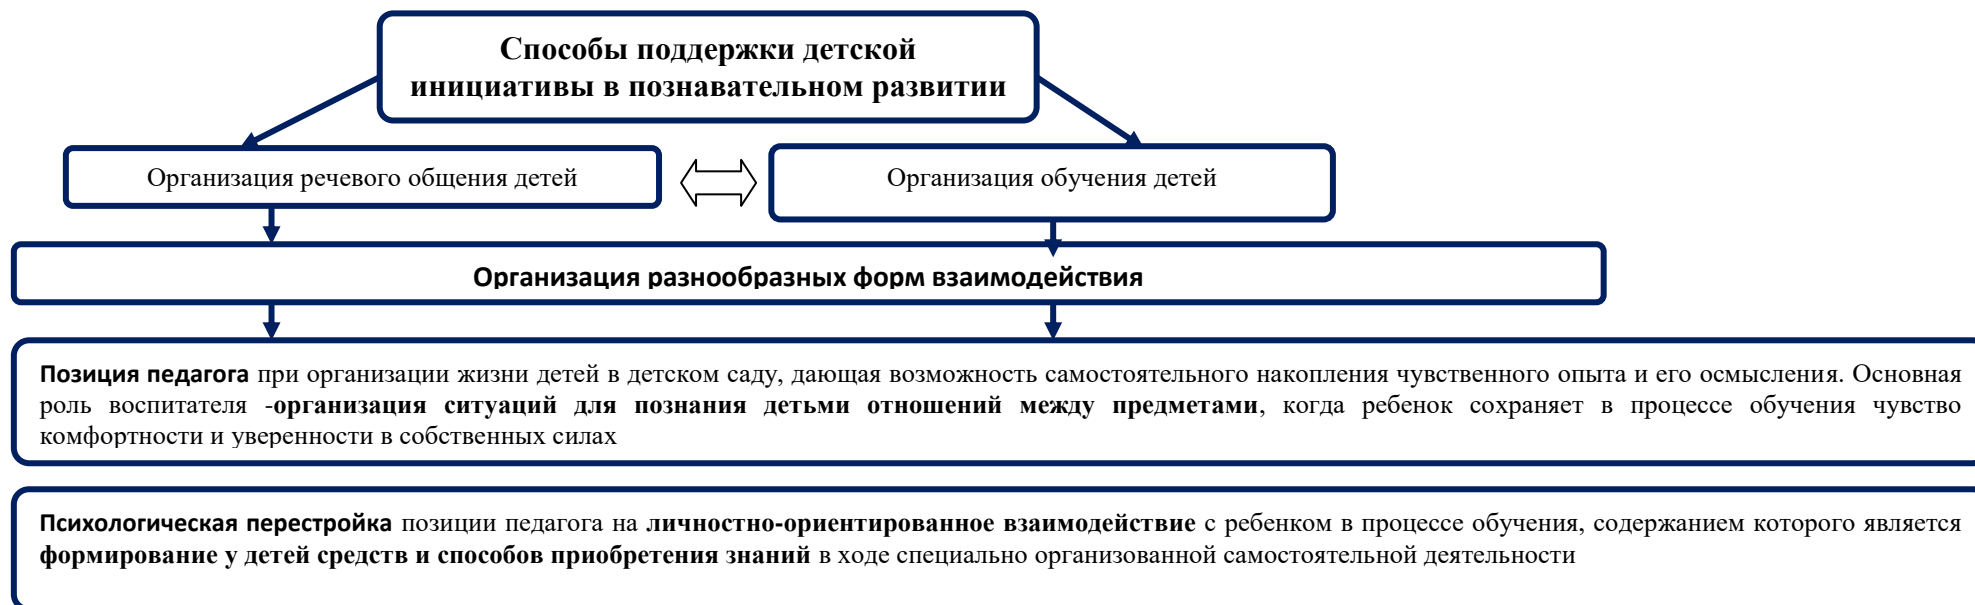 Способы поддержки детской
инициативы в познавательном развитии
Организация речевого общения детей
Организация обучения детей
Организация разнообразных форм взаимодействия
Позиция педагога при организации жизни детей в детском саду, дающая возможность самостоятельного накопления чувственного опыта и его осмысления. Основная
роль воспитателя -организация ситуаций для познания детьми отношений между предметами, когда ребенок сохраняет в процессе обучения чувство
комфортности и уверенности в собственных силах
Психологическая перестройка позиции педагога на личностно-ориентированное взаимодействие с ребенком в процессе обучения, содержанием которого является
формирование у детей средств и способов приобретения знаний в ходе специально организованной самостоятельной деятельности